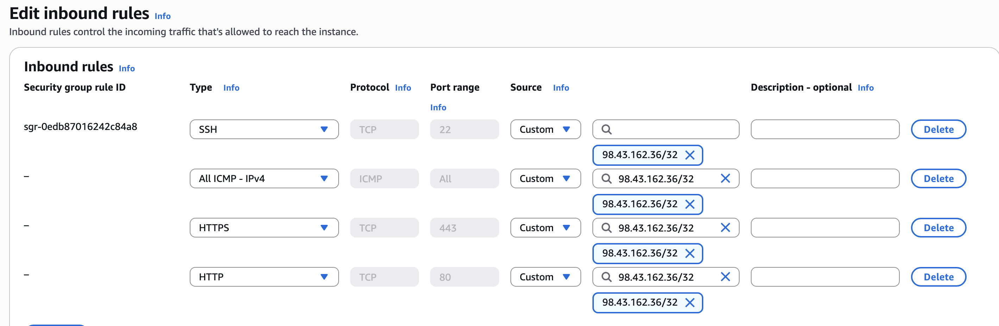 Edit inbound rules Info
Inbound rules control the incoming traffic that's allowed to reach the instance.
Inbound rules Info
Security group rule ID Type Info Protocol Info Port range Info Source Info Description - optional Info
sgr-0edb87016242c84a8 SSH TCP 22 Custom Delete
98.43.162.36/32
– All ICMP - IPv4 ICMP All Custom 98.43.162.36/32 Delete
98.43.162.36/32
– HTTPS TCP 443 Custom 98.43.162.36/32 Delete
98.43.162.36/32
– HTTP TCP 80 Custom 98.43.162.36/32 Delete
98.43.162.36/32